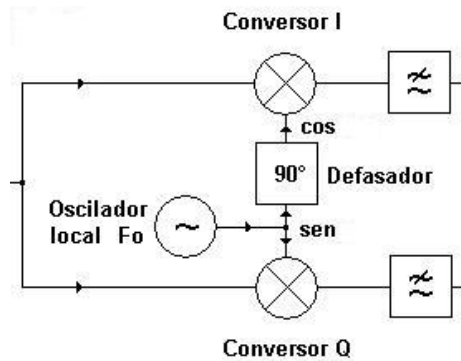 Conversor I
cos
90° Defasador
Oscilador
local Fo
sen
Conversor Q